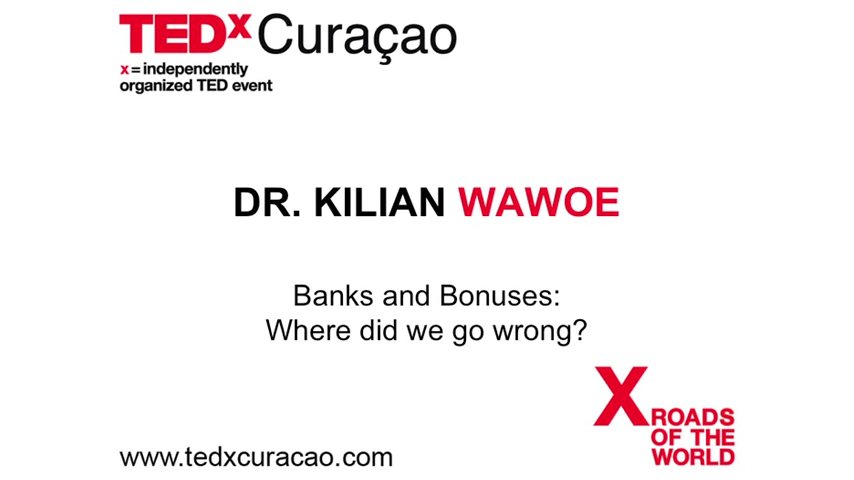 TEDx Curaçao
x = independently
organized TED event
DR. KILIAN WAWOE
Banks and Bonuses:
Where did we go wrong?
X ROADS
OF THE
WORLD
www.tedxcuracao.com